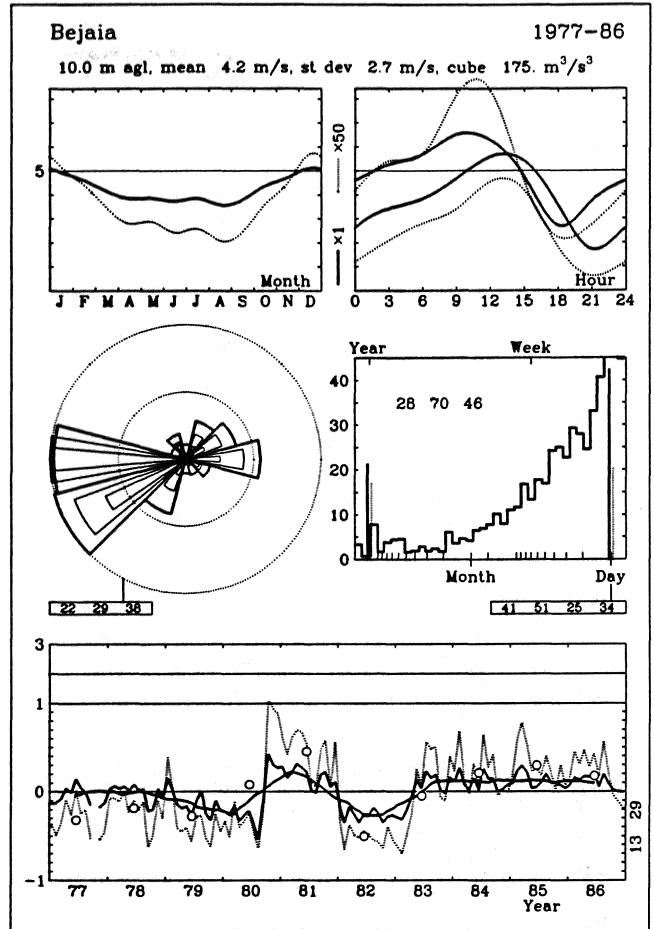 Bejaia 1977-86
10.0 m agl, mean 4.2 m/s, st dev 2.7 m/s, cube 175. m³/s³
5
×1 ×50
Month
J F M A M J J A S O N D
Hour
0 3 6 9 12 15 18 21 24
Year Week
40
30
20
10
0
28 70 46
Month Day
22 29 38
41 51 25 34
3
1
0
-1
13 29
77 78 79 80 81 82 83 84 85 86
Year